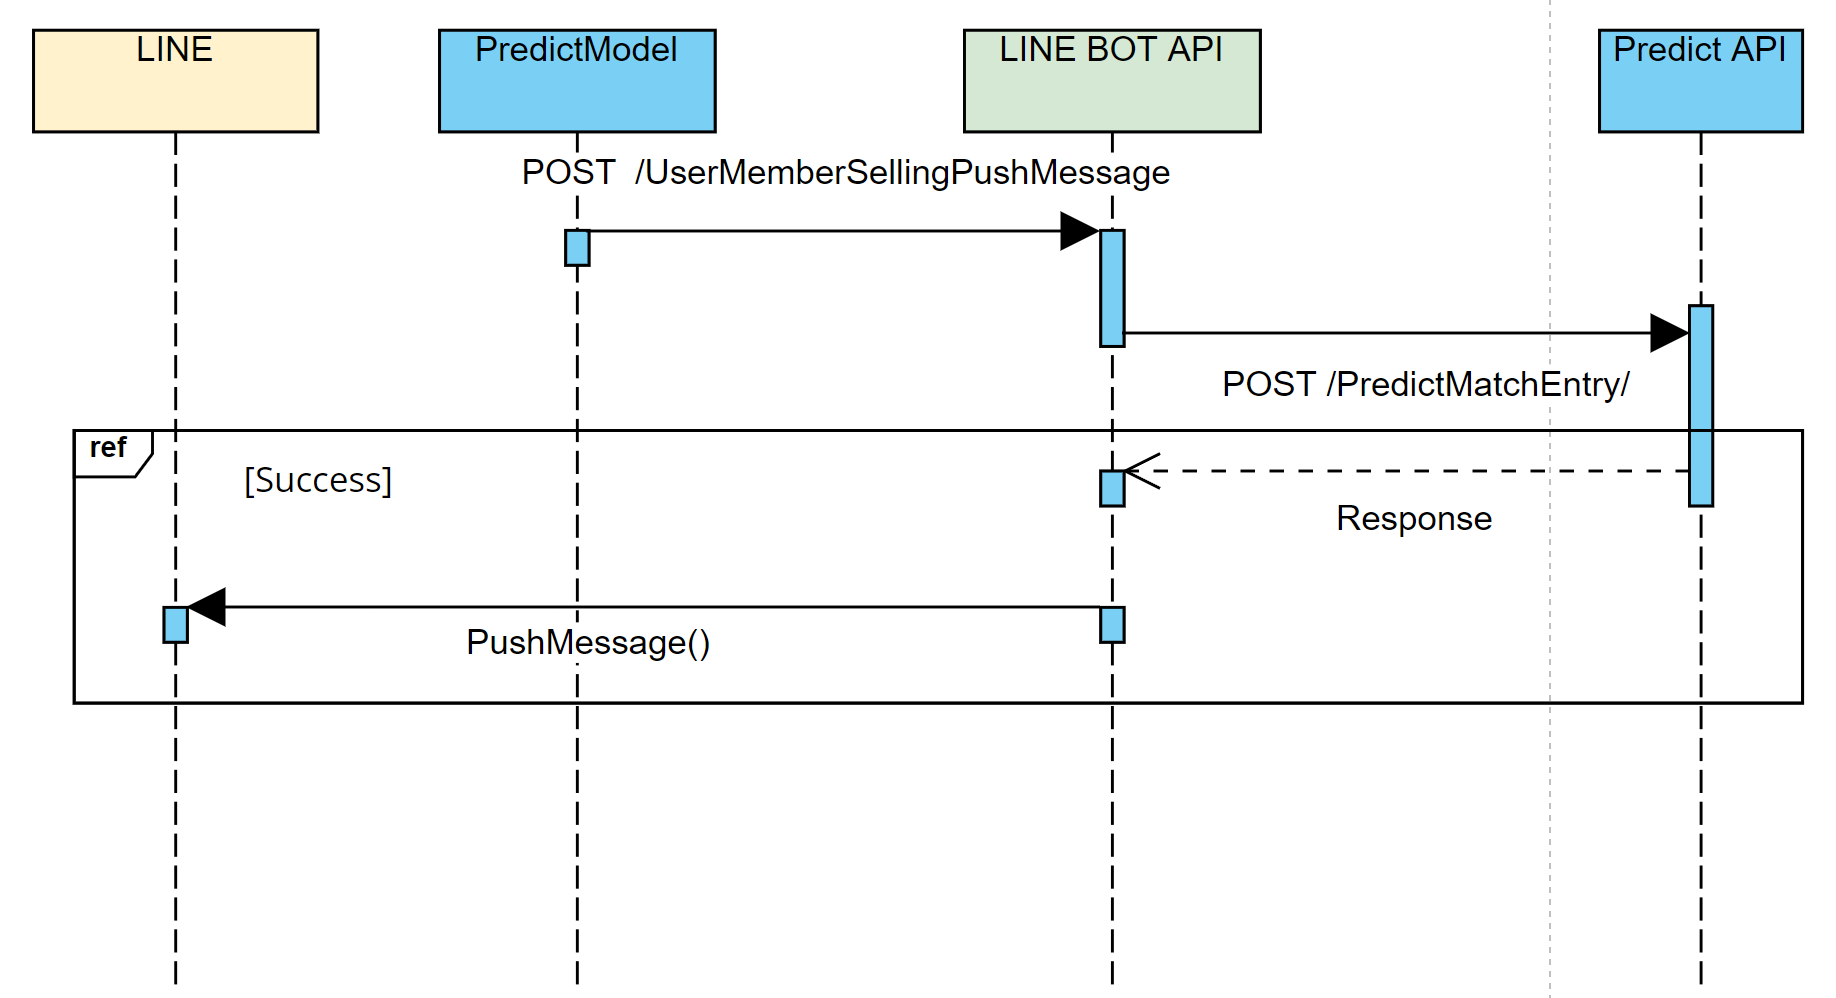 LINE
PredictModel
LINE BOT API
Predict API
POST  /UserMemberSellingPushMessage
POST /PredictMatchEntry/
ref
[Success]
Response
PushMessage()